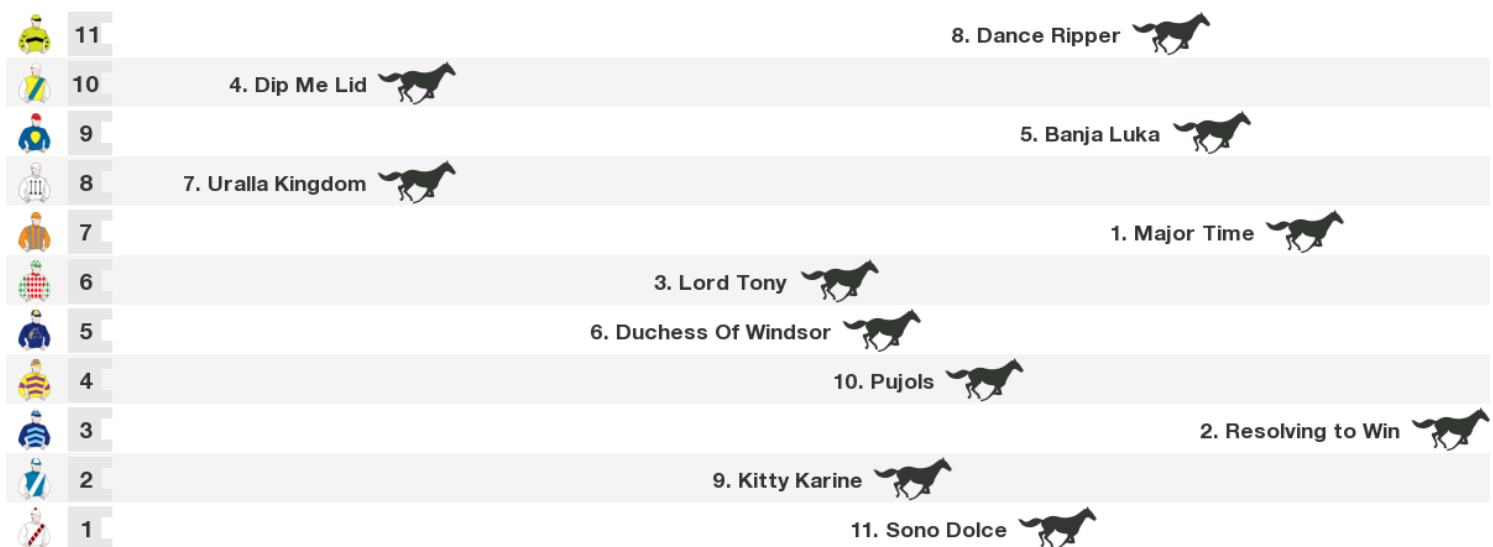 11 8. Dance Ripper
10 4. Dip Me Lid
9 5. Banja Luka
8 7. Uralla Kingdom
7 1. Major Time
6 3. Lord Tony
5 6. Duchess Of Windsor
4 10. Pujols
3 2. Resolving to Win
2 9. Kitty Karine
1 11. Sono Dolce